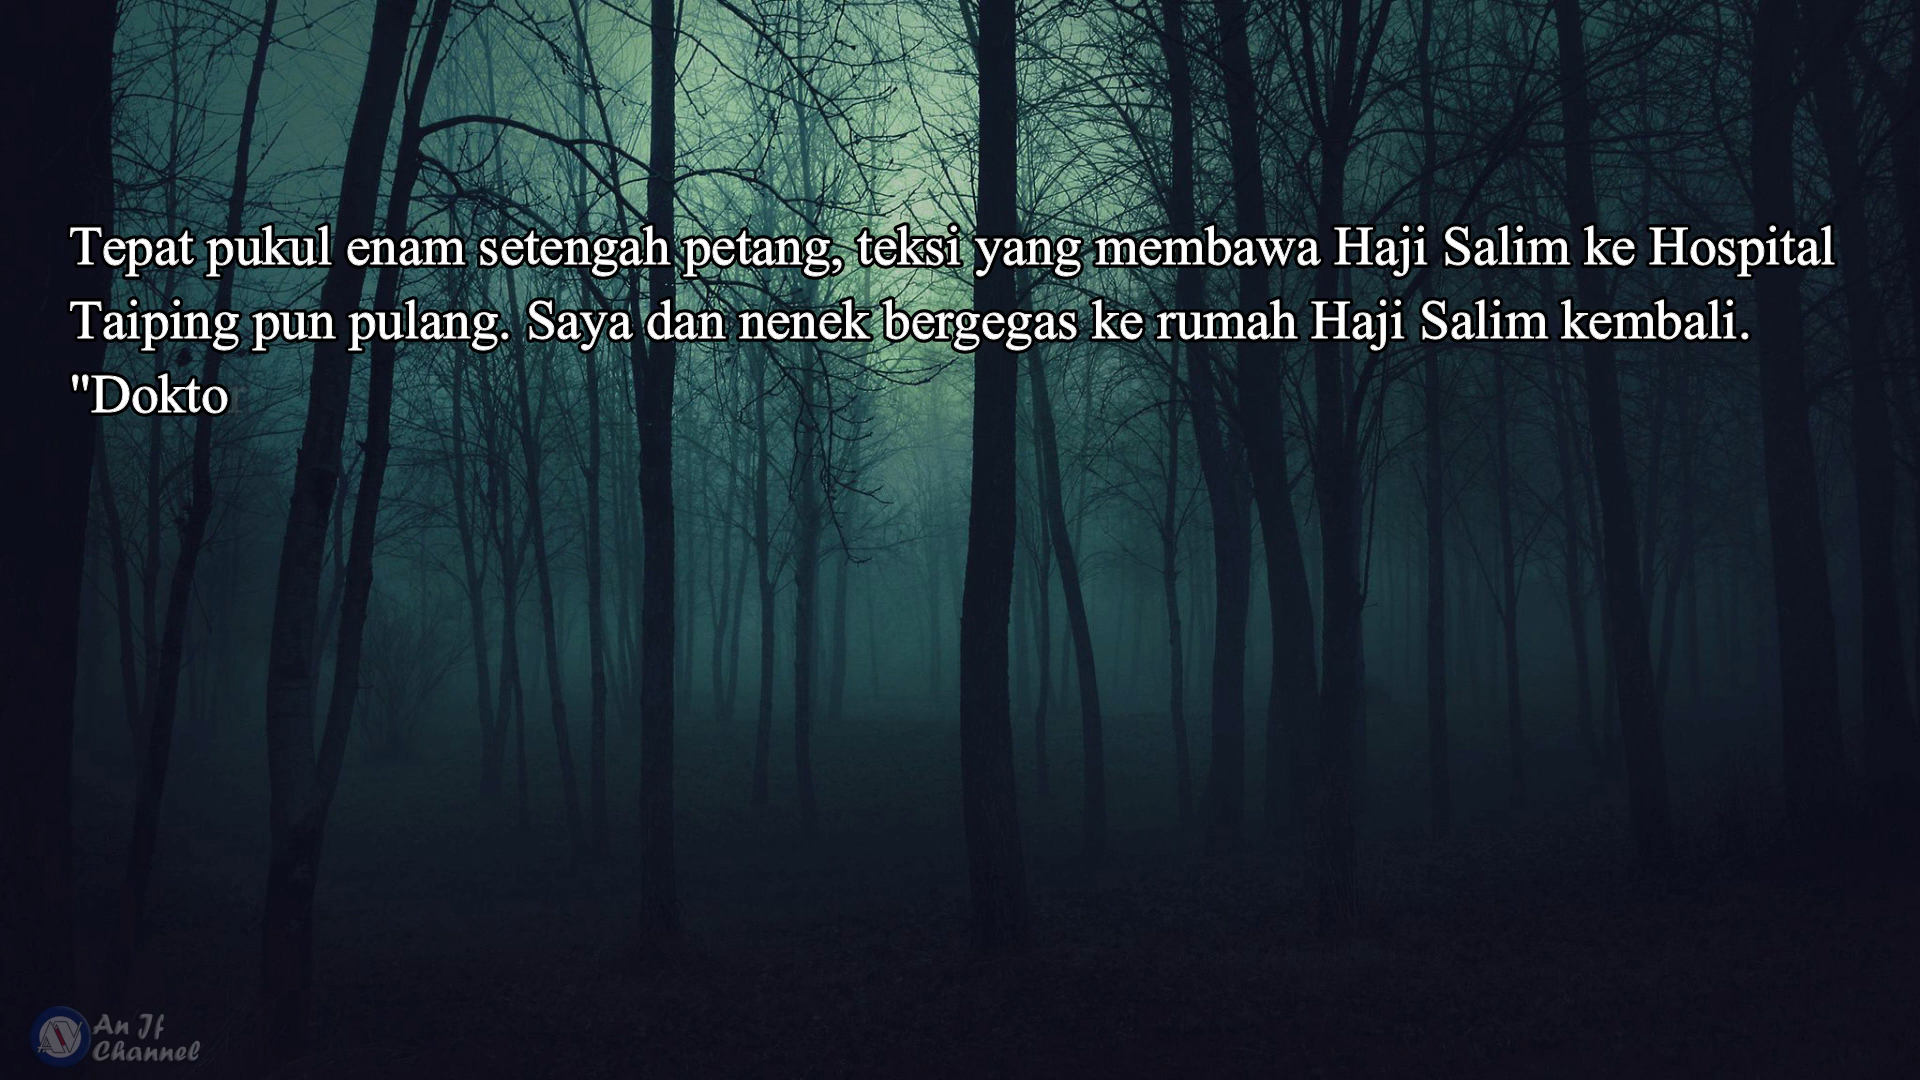 Tepat pukul enam setengah petang, teksi yang membawa Haji Salim ke Hospital
Taiping pun pulang. Saya dan nenek bergegas ke rumah Haji Salim kembali.
"Dokto
An If
Channel